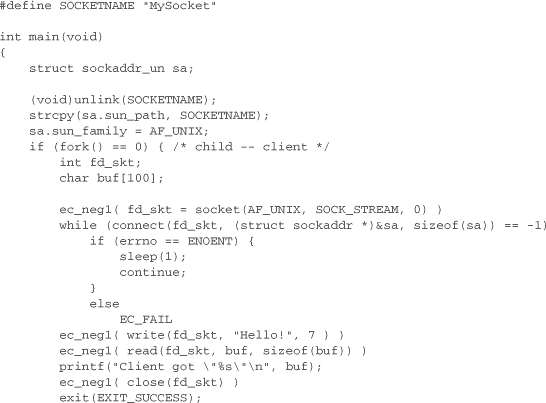 #define SOCKETNAME "MySocket"
int main(void)
{
    struct sockaddr_un sa;
    (void)unlink(SOCKETNAME);
    strcpy(sa.sun_path, SOCKETNAME);
    sa.sun_family = AF_UNIX;
    if (fork() == 0) { /* child -- client */
        int fd_skt;
        char buf[100];
        ec_neg1( fd_skt = socket(AF_UNIX, SOCK_STREAM, 0) )
        while (connect(fd_skt, (struct sockaddr *)&sa, sizeof(sa)) == -1)
            if (errno == ENOENT) {
                sleep(1);
                continue;
            }
            else
                EC_FAIL
        ec_neg1( write(fd_skt, "Hello!", 7 ) )
        ec_neg1( read(fd_skt, buf, sizeof(buf)) )
        printf("Client got \"%s\"\n", buf);
        ec_neg1( close(fd_skt) )
        exit(EXIT_SUCCESS);